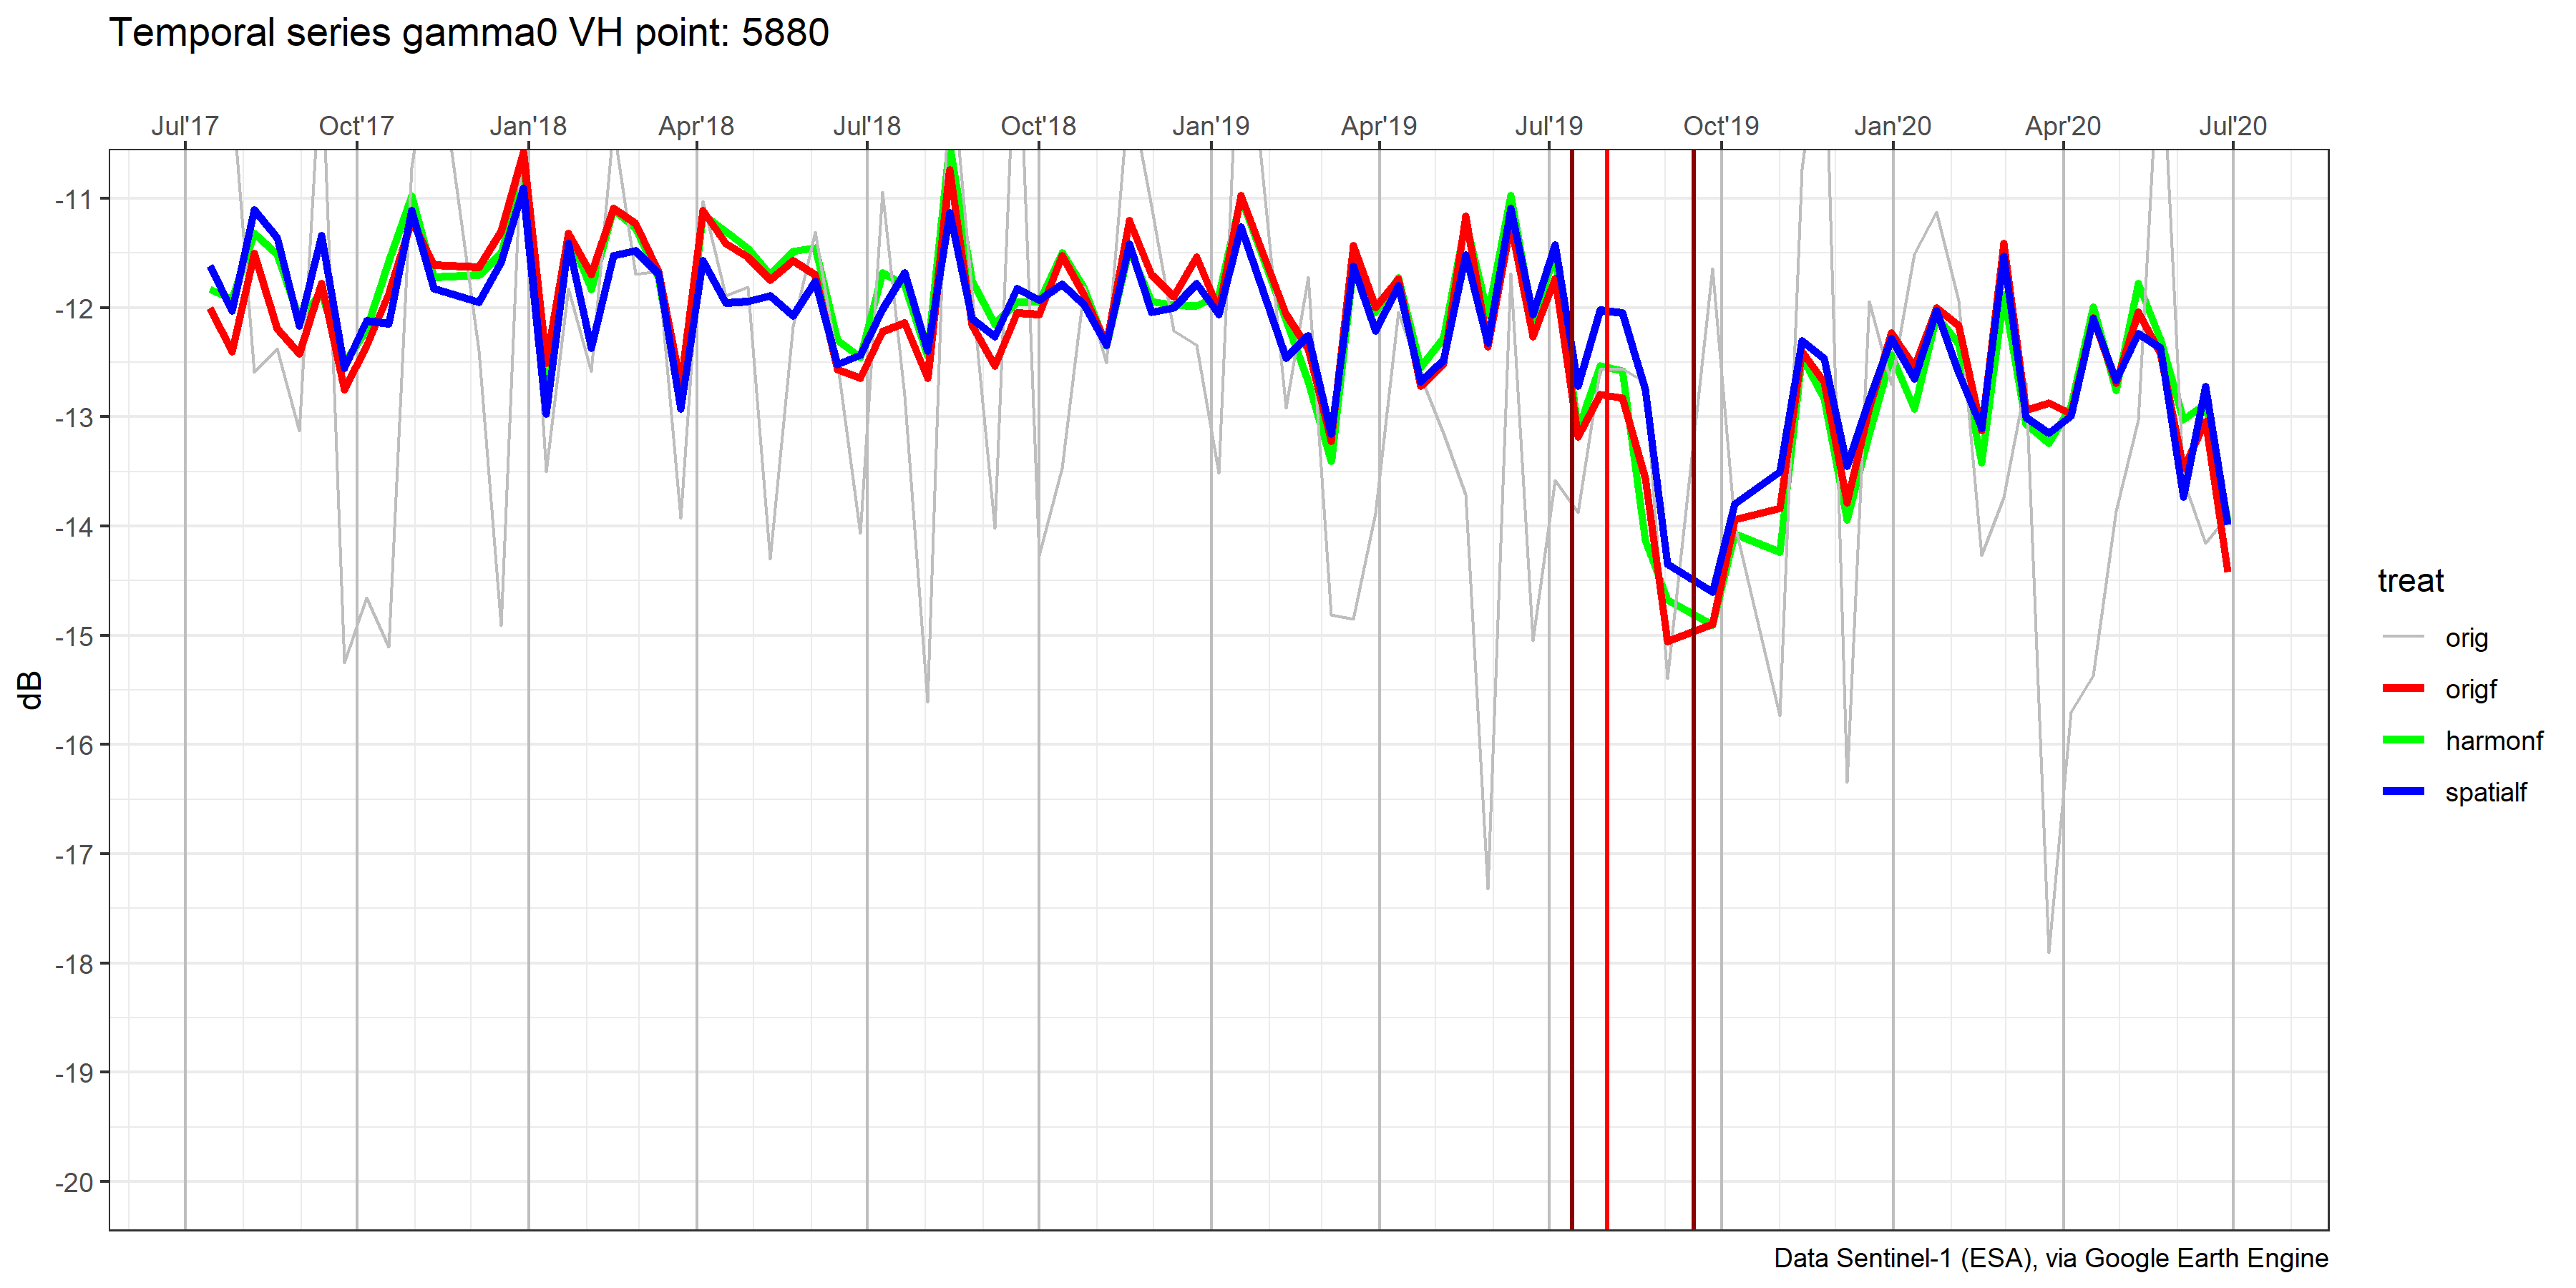 Temporal series gamma0 VH point: 5880
Jul'17 Oct'17 Jan'18 Apr'18 Jul'18 Oct'18 Jan'19 Apr'19 Jul'19 Oct'19 Jan'20 Apr'20 Jul'20
-11
-12
-13
-14
-15
-16
-17
-18
-19
-20
dB
treat
orig
origf
harmonf
spatialf
Data Sentinel-1 (ESA), via Google Earth Engine